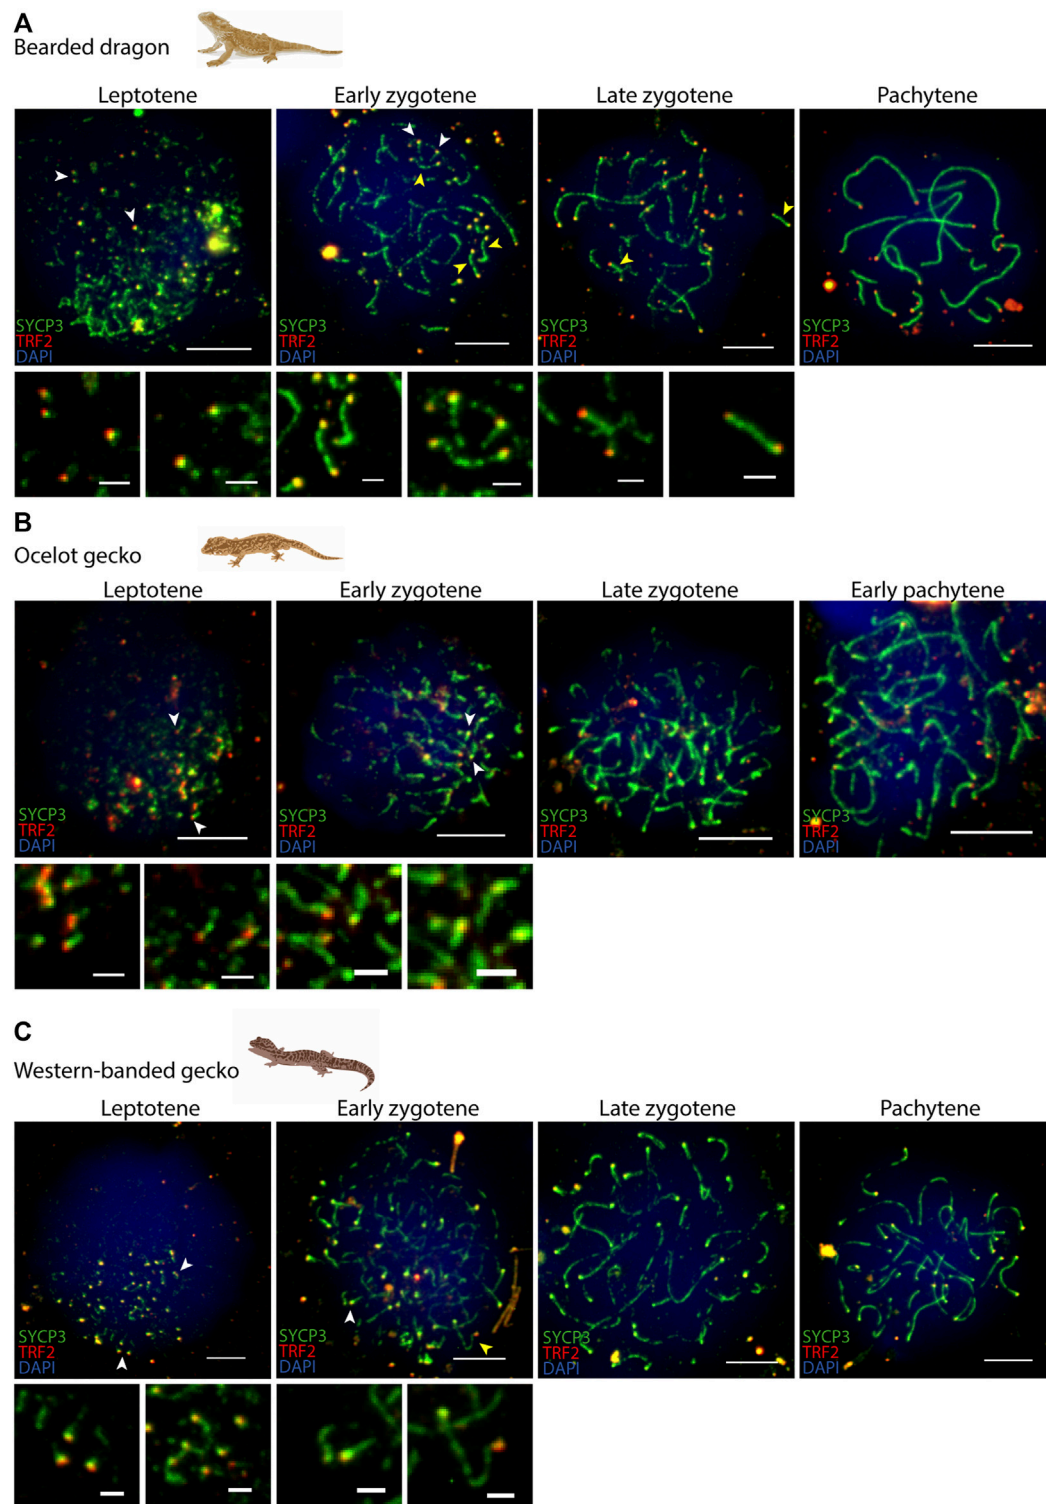 A
Bearded dragon
Leptotene Early zygotene Late zygotene Pachytene
SYCP3 SYCP3 SYCP3 SYCP3
TRF2 TRF2 TRF2 TRF2
DAPI DAPI DAPI DAPI
B
Ocelot gecko
Leptotene Early zygotene Late zygotene Early pachytene
SYCP3 SYCP3 SYCP3 SYCP3
TRF2 TRF2 TRF2 TRF2
DAPI DAPI DAPI DAPI
C
Western-banded gecko
Leptotene Early zygotene Late zygotene Pachytene
SYCP3 SYCP3 SYCP3 SYCP3
TRF2 TRF2 TRF2 TRF2
DAPI DAPI DAPI DAPI